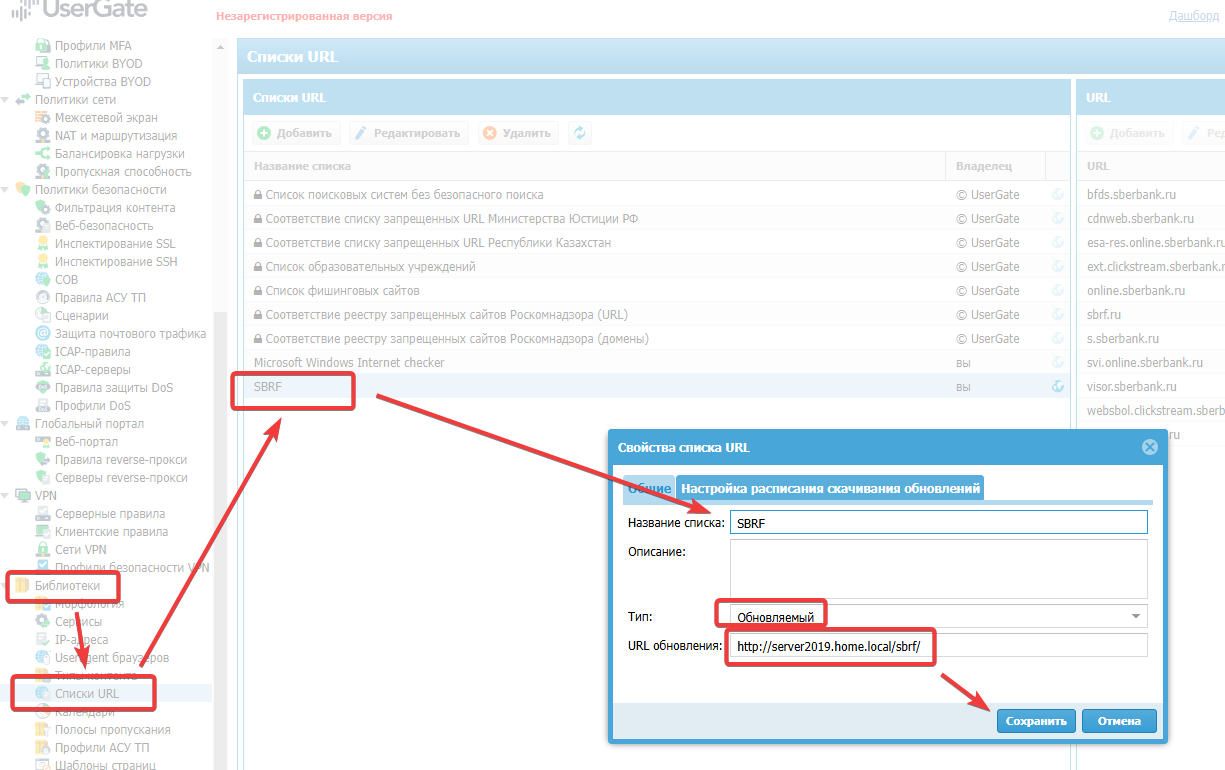 UserGate
Незарегистрированная версия
Дашборд
Профили MFA
Политики BYOD
Устройства BYOD
Политики сети
Межсетевой экран
NAT и маршрутизация
Балансировка нагрузки
Пропускная способность
Политики безопасности
Фильтрация контента
Веб-безопасность
Инспектирование SSL
Инспектирование SSH
СОВ
Правила АСУ ТП
Сценарии
Защита почтового трафика
ICAP-правила
ICAP-серверы
Правила защиты DoS
Профили DoS
Глобальный портал
Веб-портал
Правила reverse-прокси
Серверы reverse-прокси
VPN
Серверные правила
Клиентские правила
Сети VPN
Профили безопасности VPN
Библиотеки
Морфология
Сервисы
IP-адреса
Useragent браузеров
Типы контента
Списки URL
Календари
Полосы пропускания
Профили АСУ ТП
Шаблоны страниц
Списки URL
Списки URL
Добавить Редактировать Удалить
Название списка Владелец
Список поисковых систем без безопасного поиска © UserGate
Соответствие списку запрещенных URL Министерства Юстиции РФ © UserGate
Соответствие списку запрещенных URL Республики Казахстан © UserGate
Список образовательных учреждений © UserGate
Список фишинговых сайтов © UserGate
Соответствие реестру запрещенных сайтов Роскомнадзора (URL) © UserGate
Соответствие реестру запрещенных сайтов Роскомнадзора (домены) © UserGate
Microsoft Windows Internet checker вы
SBRF вы
URL
Добавить Ред
URL
bfds.sberbank.ru
cdnweb.sberbank.ru
esa-res.online.sberbank.r
ext.clickstream.sberbank.r
online.sberbank.ru
sbrf.ru
s.sberbank.ru
svi.online.sberbank.ru
visor.sberbank.ru
websbol.clickstream.sberb
ru
Свойства списка URL
Общие Настройка расписания скачивания обновлений
Название списка: SBRF
Описание:
Тип: Обновляемый
URL обновления: http://server2019.home.local/sbrf/
Сохранить Отмена